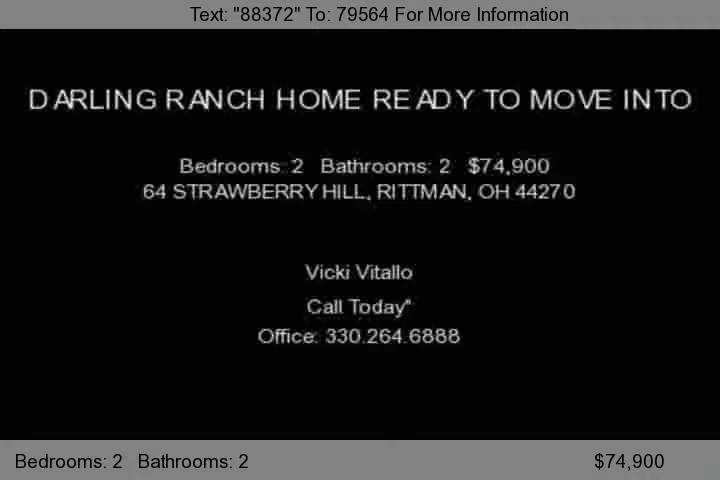 Text: "88372" To: 79564 For More Information
DARLING RANCH HOME READY TO MOVE INTO
Bedrooms: 2 Bathrooms: 2 $74,900
64 STRAWBERRY HILL, RITTMAN, OH 44270
Vicki Vitallo
Call Today"
Office: 330.264.6888
Bedrooms: 2 Bathrooms: 2 $74,900